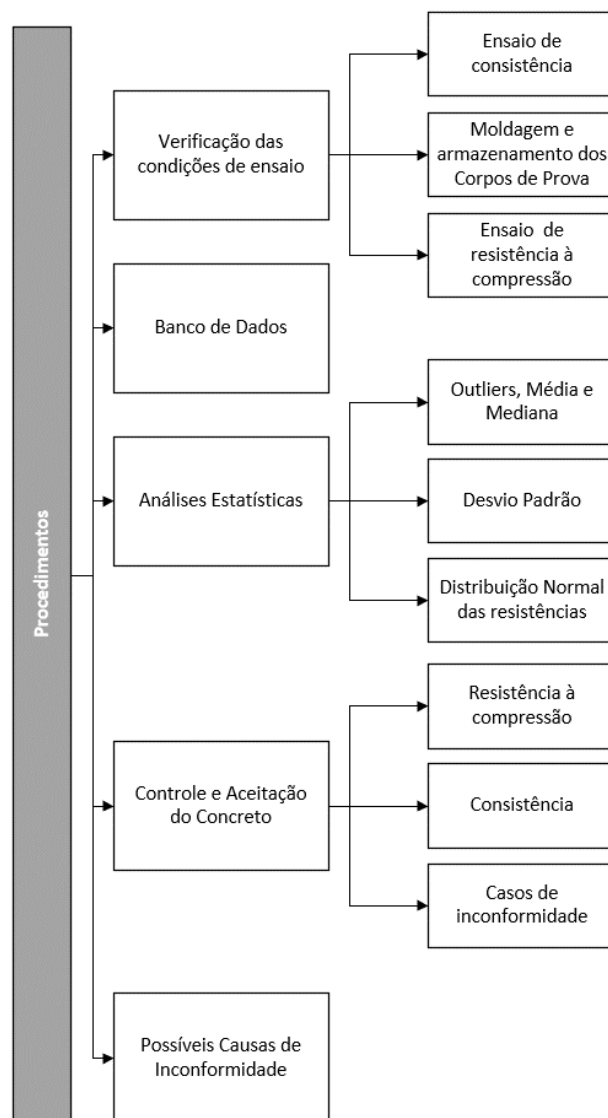 Procedimentos
Verificação das
condições de ensaio
Ensaio de
consistência
Moldagem e
armazenamento dos
Corpos de Prova
Ensaio de
resistência à
compressão
Banco de Dados
Análises Estatísticas
Outliers, Média e
Mediana
Desvio Padrão
Distribuição Normal
das resistências
Controle e Aceitação
do Concreto
Resistência à
compressão
Consistência
Casos de
inconformidade
Possíveis Causas de
Inconformidade